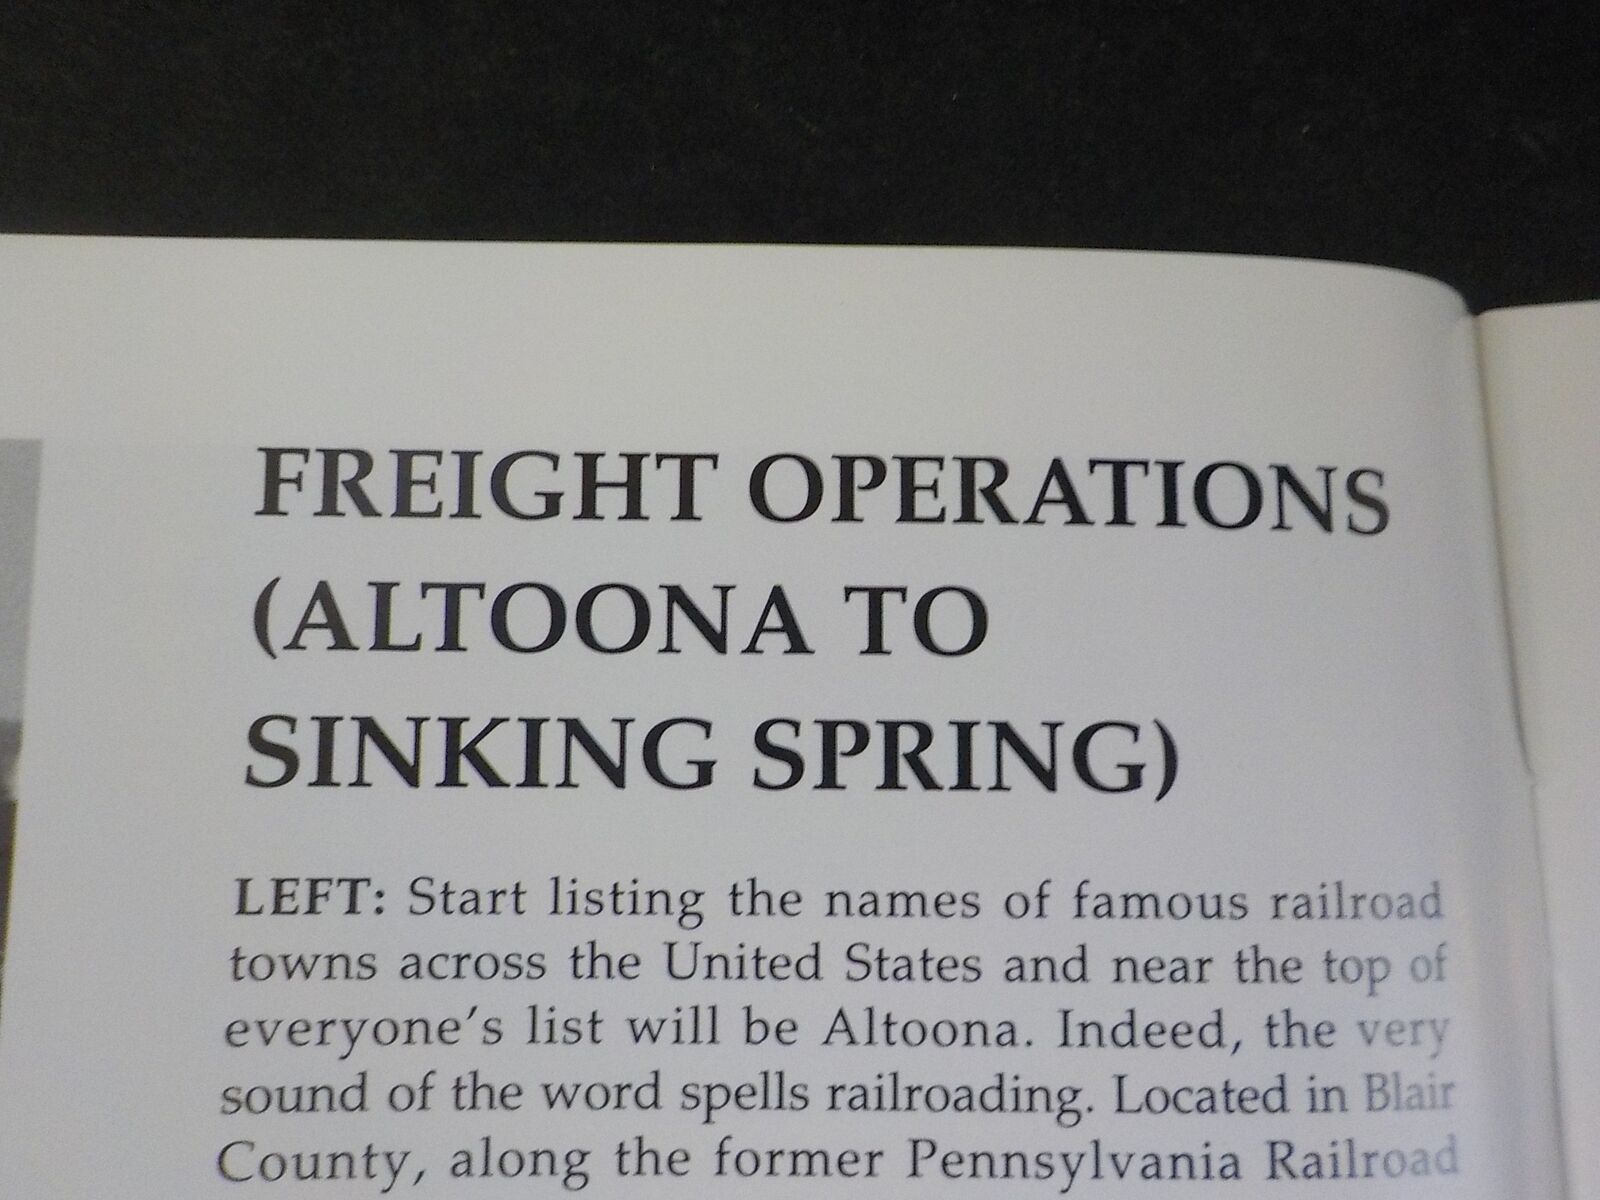 FREIGHT OPERATIONS
(ALTOONA TO
SINKING SPRING)
LEFT: Start listing the names of famous railroad
towns across the United States and near the top of
everyone's list will be Altoona. Indeed, the very
sound of the word spells railroading. Located in Blair
County, along the former Pennsylvania Railroad